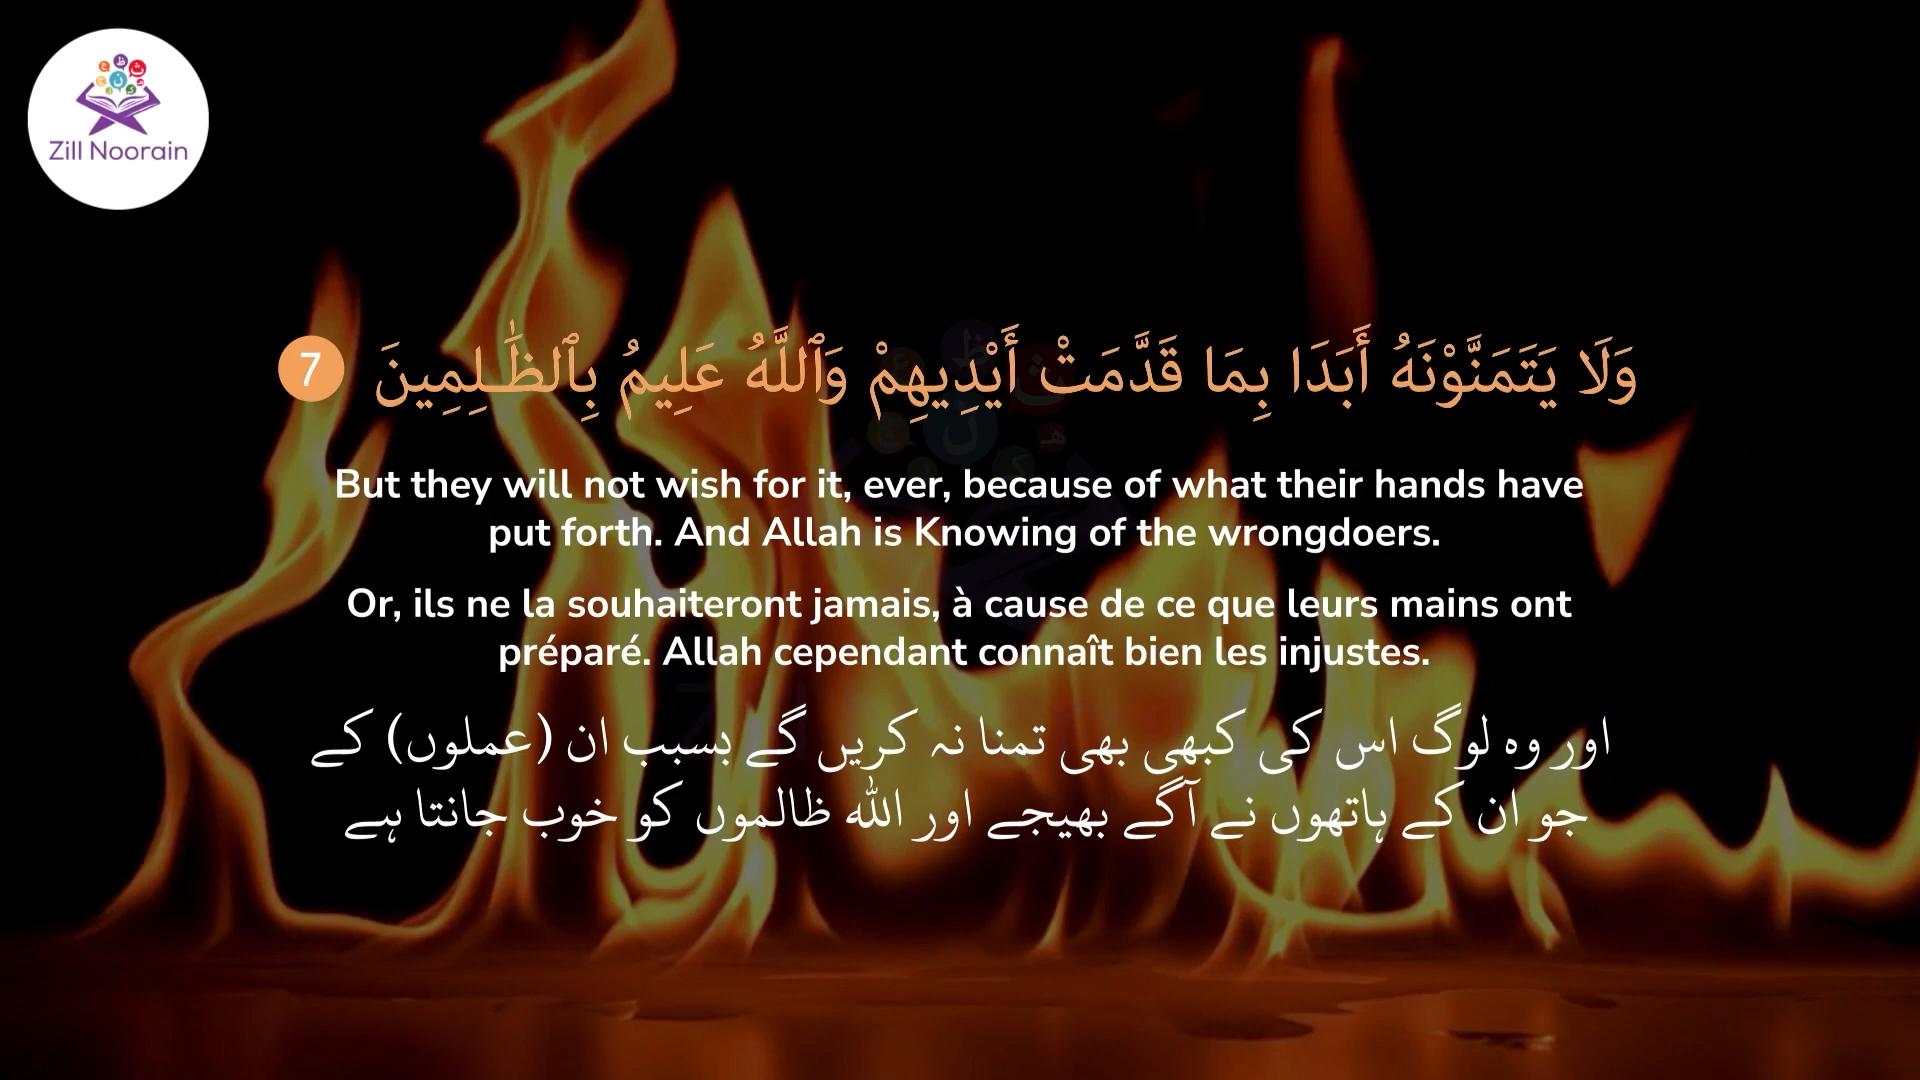 Zill Noorain
وَلَا يَتَمَنَّوْنَهُ أَبَدَا بِمَا قَدَّمَتْ أَيْدِيهِمْ وَٱللَّهُ عَلِيمُ بِٱلظَّٰلِمِينَ 7
But they will not wish for it, ever, because of what their hands have
put forth. And Allah is Knowing of the wrongdoers.
Or, ils ne la souhaiteront jamais, à cause de ce que leurs mains ont
préparé. Allah cependant connaît bien les injustes.
اور وہ لوگ اس کی کبھی بھی تمنا نہ کریں گے بسبب ان (عملوں) کے
جو ان کے ہاتھوں نے آگے بھیجے اور اللہ ظالموں کو خوب جانتا ہے